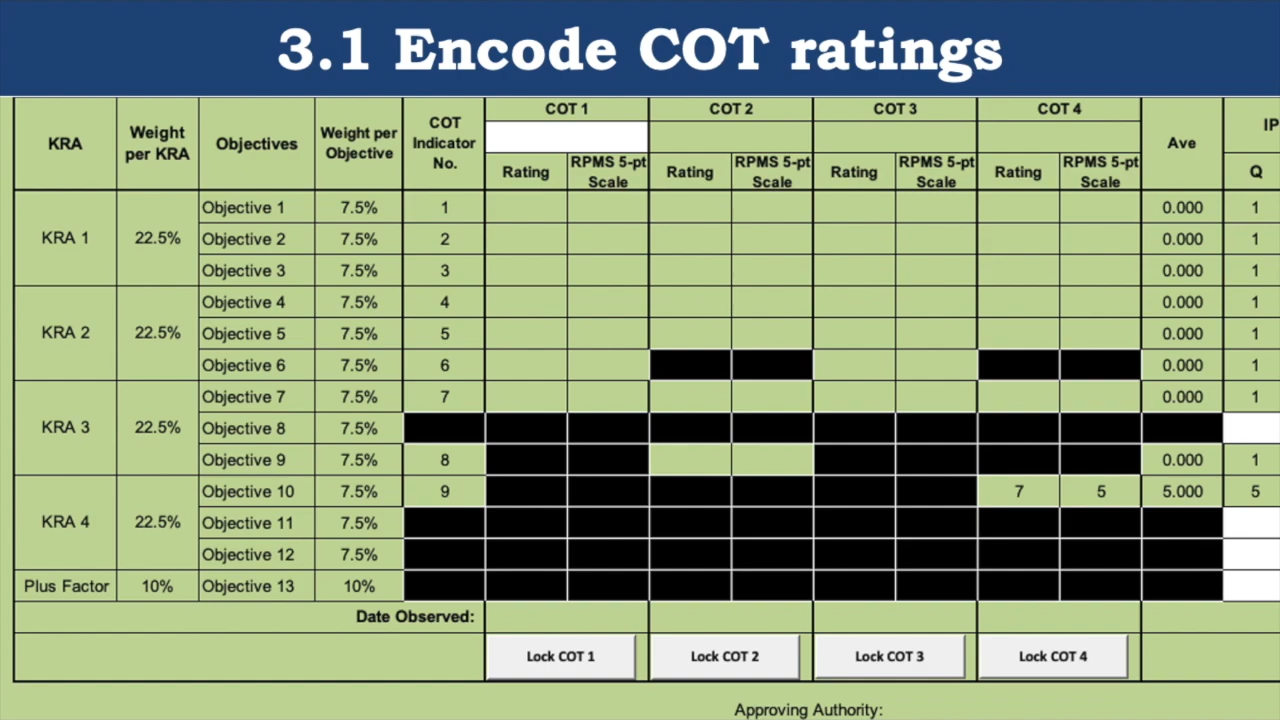 3.1 Encode COT ratings
KRA Weight per KRA Objectives Weight per Objective COT Indicator No. COT 1 COT 2 COT 3 COT 4 Ave IP
Rating RPMS 5-pt Scale Rating RPMS 5-pt Scale Rating RPMS 5-pt Scale Rating RPMS 5-pt Scale Q
Objective 1 7.5% 1 0.000 1
KRA 1 22.5% Objective 2 7.5% 2 0.000 1
Objective 3 7.5% 3 0.000 1
Objective 4 7.5% 4 0.000 1
KRA 2 22.5% Objective 5 7.5% 5 0.000 1
Objective 6 7.5% 6 0.000 1
Objective 7 7.5% 7 0.000 1
KRA 3 22.5% Objective 8 7.5%
Objective 9 7.5% 8 0.000 1
Objective 10 7.5% 9 7 5 5.000 5
KRA 4 22.5% Objective 11 7.5%
Objective 12 7.5%
Plus Factor 10% Objective 13 10%
Date Observed:
Lock COT 1 Lock COT 2 Lock COT 3 Lock COT 4
Approving Authority: